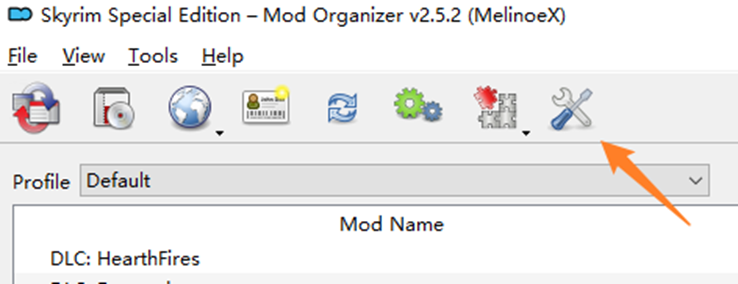 Skyrim Special Edition – Mod Organizer v2.5.2 (MelinoeX)
File View Tools Help
Profile Default
Mod Name
DLC: HearthFires